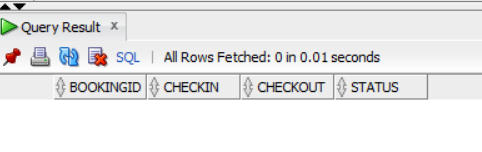 Query Result x
SQL | All Rows Fetched: 0 in 0.01 seconds
BOOKINGID CHECKIN CHECKOUT STATUS